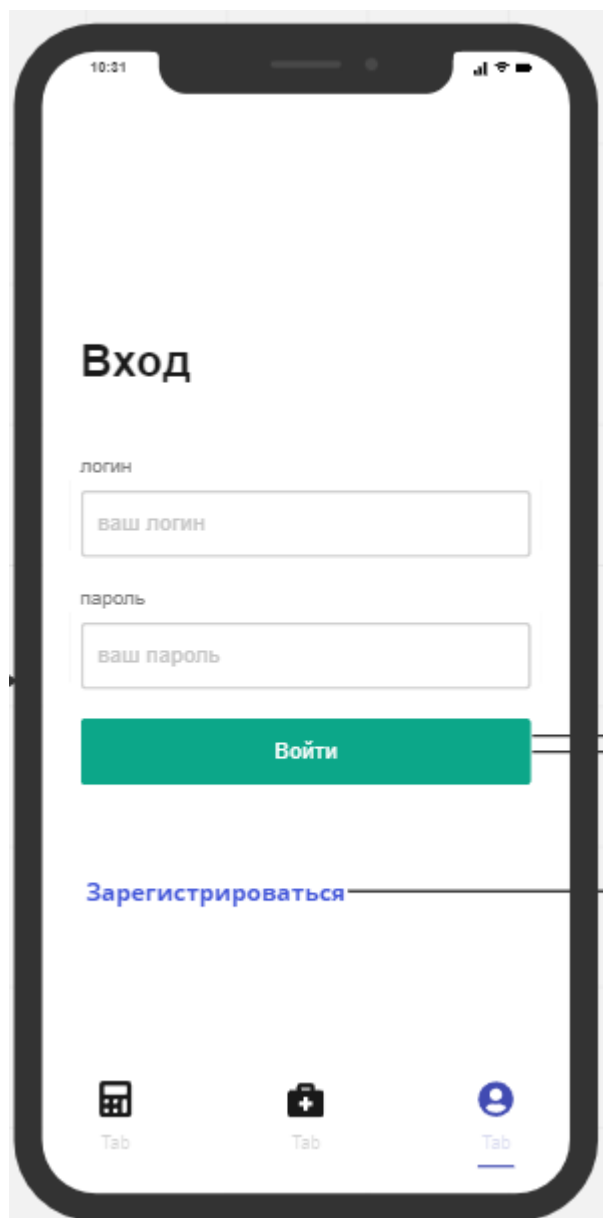 10:31
Вход
логин
ваш логин
пароль
ваш пароль
Войти
Зарегистрироваться
Tab Tab Tab